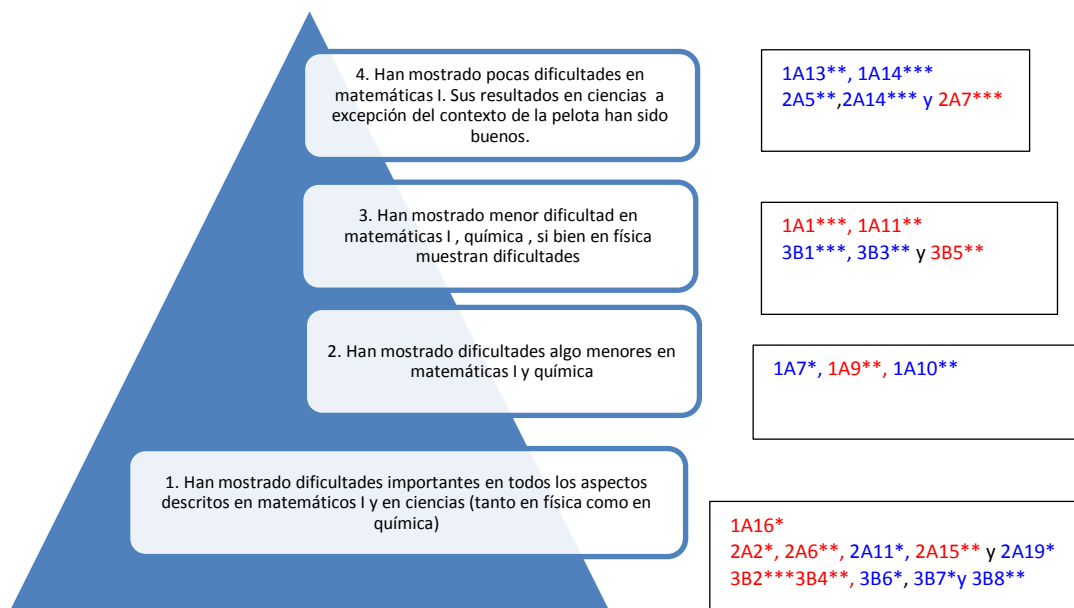 4. Han mostrado pocas dificultades en
matemáticas I. Sus resultados en ciencias a
excepción del contexto de la pelota han sido
buenos.
1A13**, 1A14***
2A5**,2A14*** y 2A7***
3. Han mostrado menor dificultad en
matemáticas I , química , si bien en física
muestran dificultades
1A1***, 1A11**
3B1***, 3B3** y 3B5**
2. Han mostrado dificultades algo menores en
matemáticas I y química
1A7*, 1A9**, 1A10**
1. Han mostrado dificultades importantes en todos los aspectos
descritos en matemáticos I y en ciencias (tanto en física como en
química)
1A16*
2A2*, 2A6**, 2A11*, 2A15** y 2A19*
3B2***3B4**, 3B6*, 3B7*y 3B8**